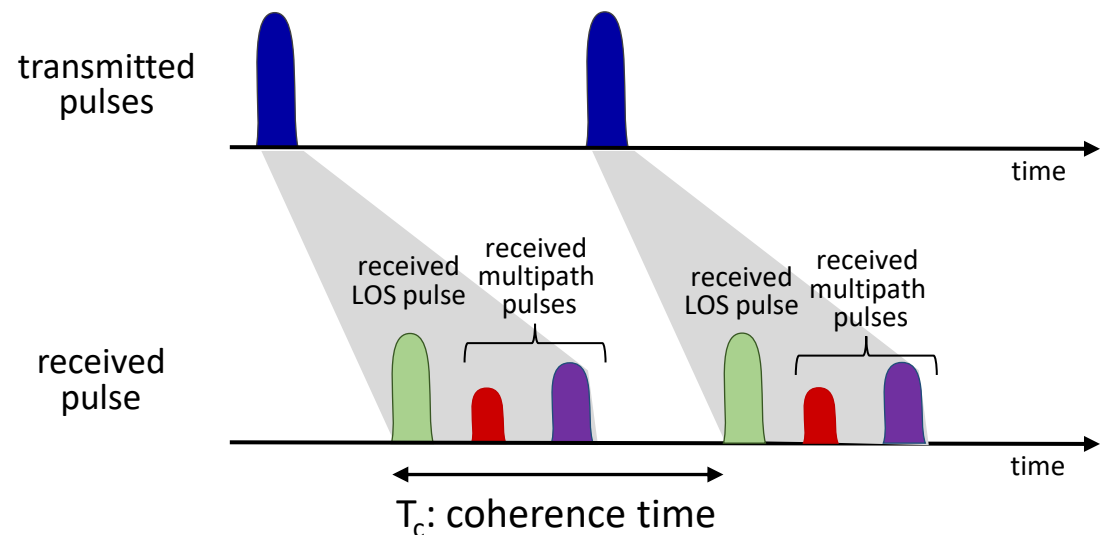 transmitted
pulses
time
received
LOS pulse
received
multipath
pulses
received
LOS pulse
received
multipath
pulses
received
pulse
time
Tc: coherence time